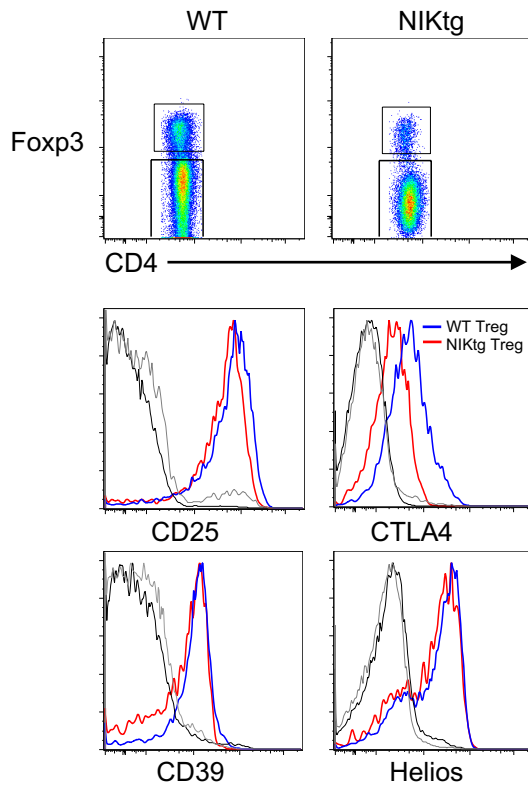 WT NIKtg
Foxp3
CD4
WT Treg
NIKtg Treg
CD25 CTLA4
CD39 Helios